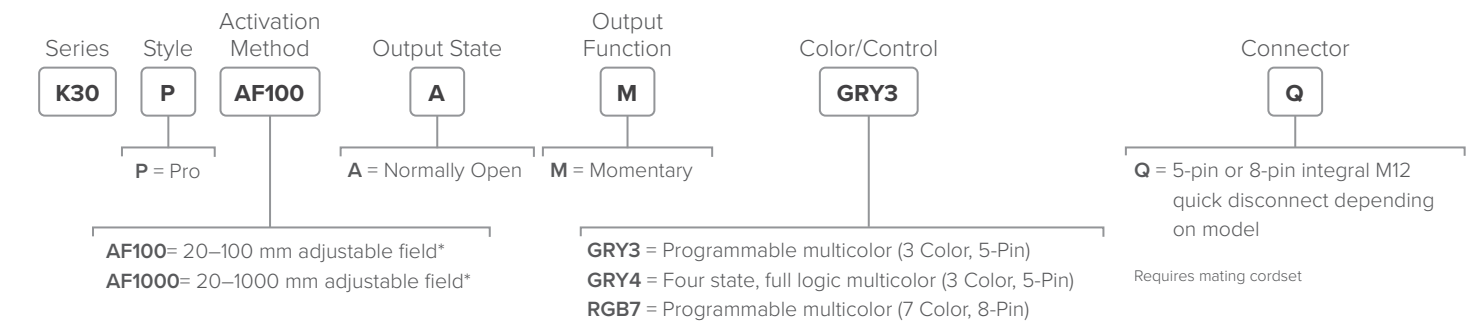 Series
Style
Activation
Method
Output State
Output
Function
Color/Control
Connector
K30
P
AF100
A
M
GRY3
Q
P = Pro
A = Normally Open
M = Momentary
Q = 5-pin or 8-pin integral M12
quick disconnect depending
on model
AF100= 20–100 mm adjustable field*
AF1000= 20–1000 mm adjustable field*
GRY3 = Programmable multicolor (3 Color, 5-Pin)
GRY4 = Four state, full logic multicolor (3 Color, 5-Pin)
RGB7 = Programmable multicolor (7 Color, 8-Pin)
Requires mating cordset